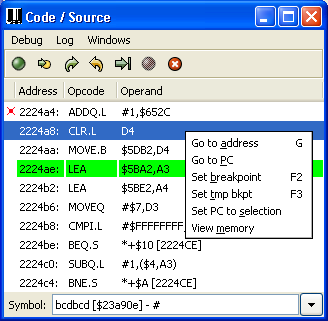 Code / Source
Debug Log Windows
Address Opcode Operand
2224a4: ADDQ.L #1,$652C
2224a8: CLR.L D4
2224aa: MOVE.B $5DB2,D4
2224ae: LEA $5BA2,A3
2224b2: LEA $5BE2,A4
2224b6: MOVEQ #$7,D3
2224b8: CMPI.L #$FFFFFFFF,
2224be: BEQ.S *+$10 [2224CE]
2224c0: SUBQ.L #1,($4,A3)
2224c4: BNE.S *+$A [2224CE]
Go to address G
Go to PC
Set breakpoint F2
Set tmp bkpt F3
Set PC to selection
View memory
Symbol: bcdbcd [$23a90e] - #